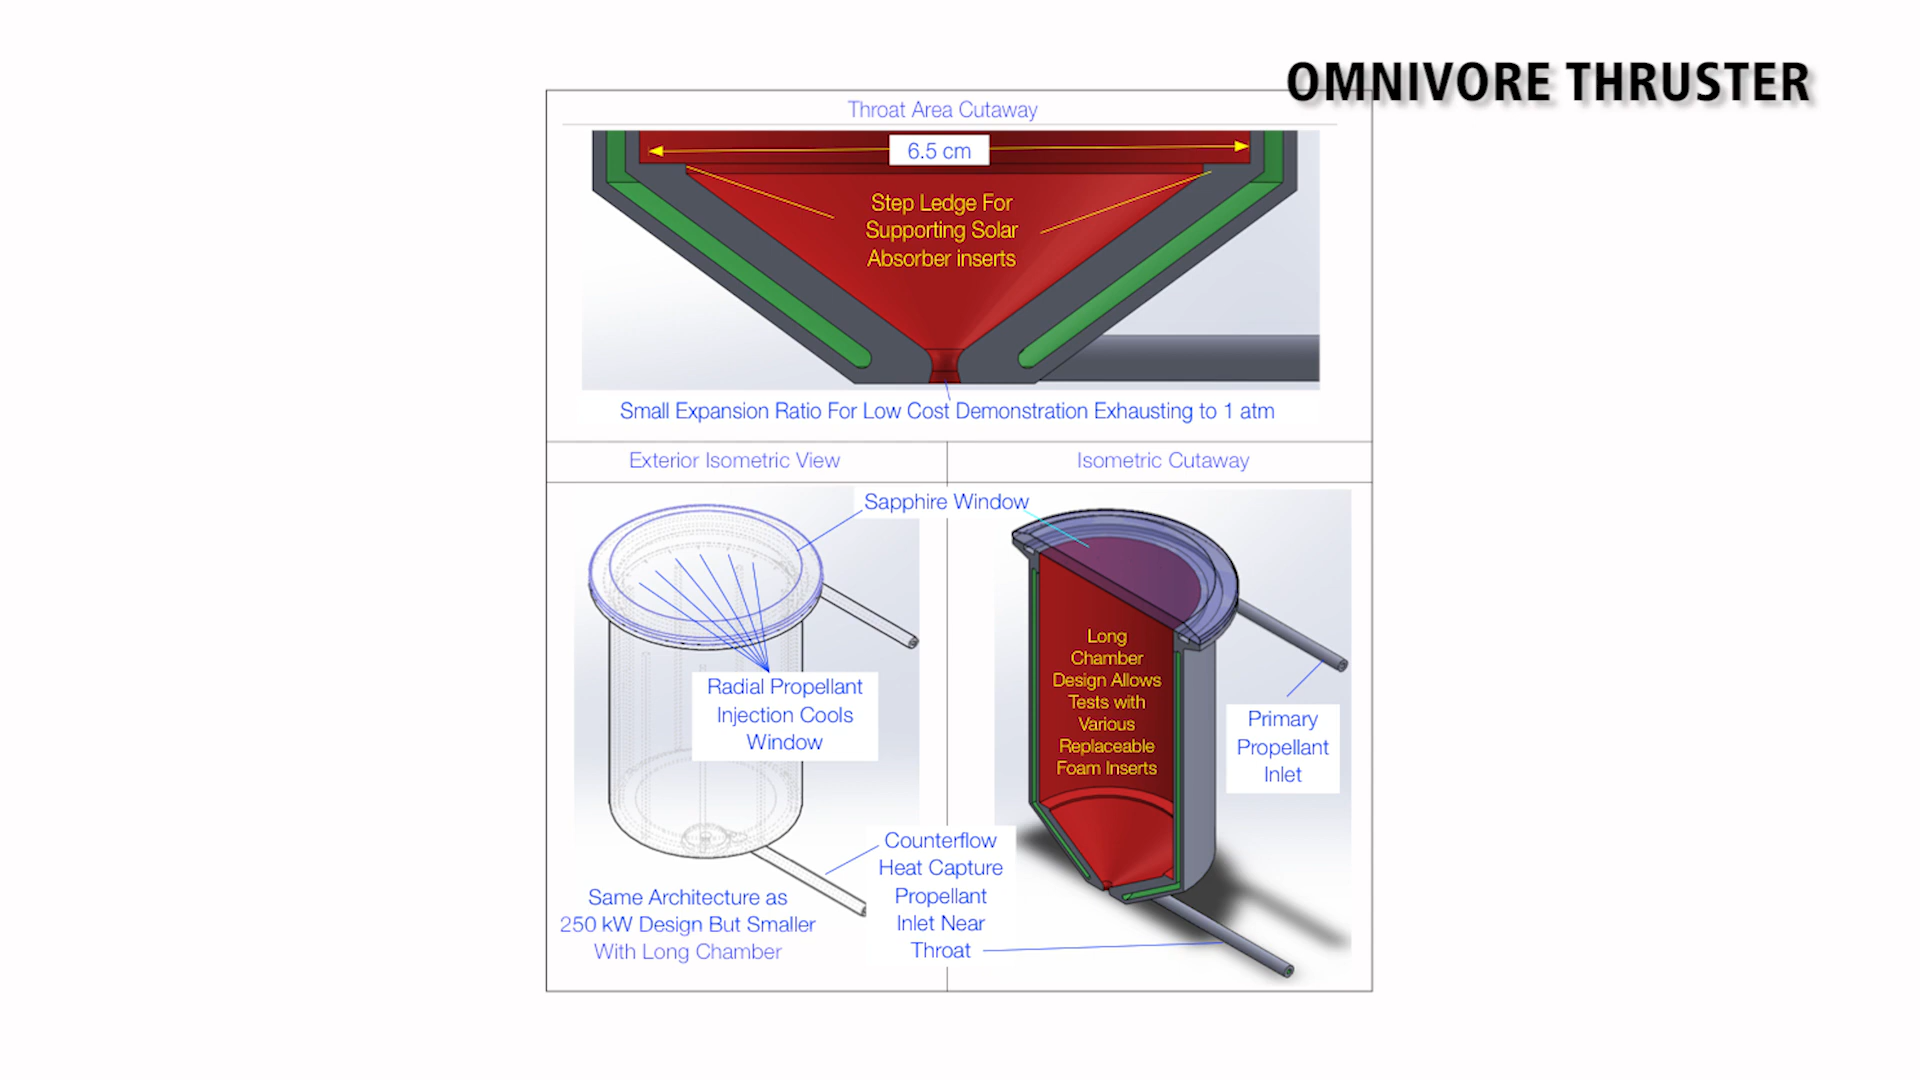 OMNIVORE THRUSTER
Throat Area Cutaway
6.5 cm
Step Ledge For
Supporting Solar
Absorber inserts
Small Expansion Ratio For Low Cost Demonstration Exhausting to 1 atm
Exterior Isometric View
Isometric Cutaway
Sapphire Window
Radial Propellant
Injection Cools
Window
Long
Chamber
Design Allows
Tests with
Various
Replaceable
Foam Inserts
Primary
Propellant
Inlet
Counterflow
Heat Capture
Propellant
Inlet Near
Throat
Same Architecture as
250 kW Design But Smaller
With Long Chamber